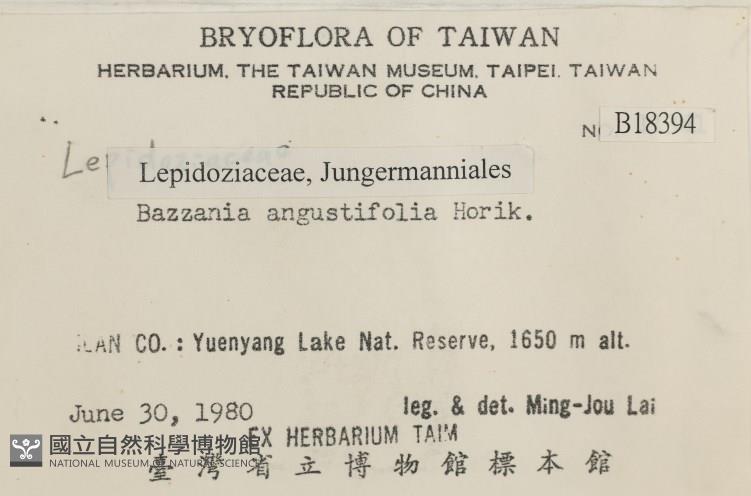 BRYOFLORA OF TAIWAN
HERBARIUM, THE TAIWAN MUSEUM, TAIPEI, TAIWAN
REPUBLIC OF CHINA
B18394
Lepidoziaceae
Lepidoziaceae, Jungermanniales
Bazzania angustifolia Horik.
ILAN CO.: Yuenyang Lake Nat. Reserve, 1650 m alt.
June 30, 1980
leg. & det. Ming-Jou Lai
EX HERBARIUM TAIM
國立自然科學博物館
NATIONAL MUSEUM OF NATURAL SCIENCE
臺灣省立博物館標本館